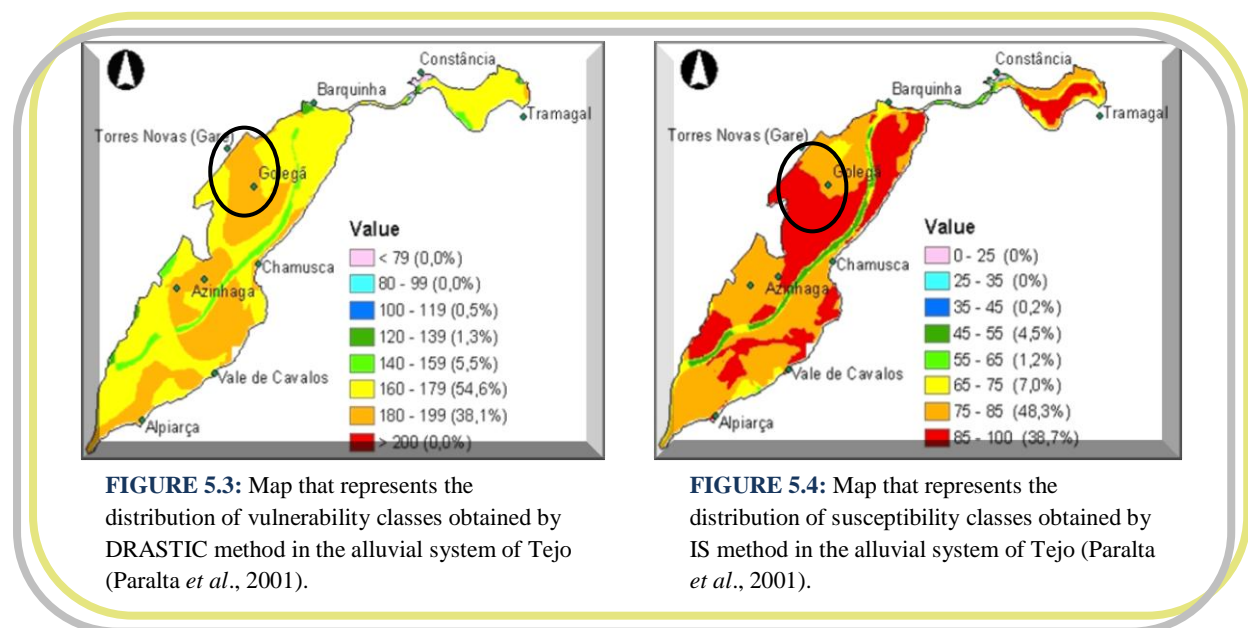 Constância
Barquinha
Tramagal
Torres Novas (Gare)
Golegã
Value
< 79 (0,0%)
Chamusca
80 - 99 (0,0%)
Azinhaga
100 - 119 (0,5%)
120 - 139 (1,3%)
140 - 159 (5,5%)
160 - 179 (54,6%)
Vale de Cavalos
180 - 199 (38,1%)
Alpiarça
> 200 (0,0%)
FIGURE 5.3: Map that represents the
distribution of vulnerability classes obtained by
DRASTIC method in the alluvial system of Tejo
(Paralta et al., 2001).
Constância
Barquinha
Tramagal
Torres Novas (Gare)
Golegã
Value
0 - 25 (0%)
Chamusca
25 - 35 (0%)
Azinhaga
35 - 45 (0,2%)
45 - 55 (4,5%)
55 - 65 (1,2%)
65 - 75 (7,0%)
Vale de Cavalos
75 - 85 (48,3%)
Alpiarça
85 - 100 (38,7%)
FIGURE 5.4: Map that represents the
distribution of susceptibility classes obtained by
IS method in the alluvial system of Tejo (Paralta
et al., 2001).